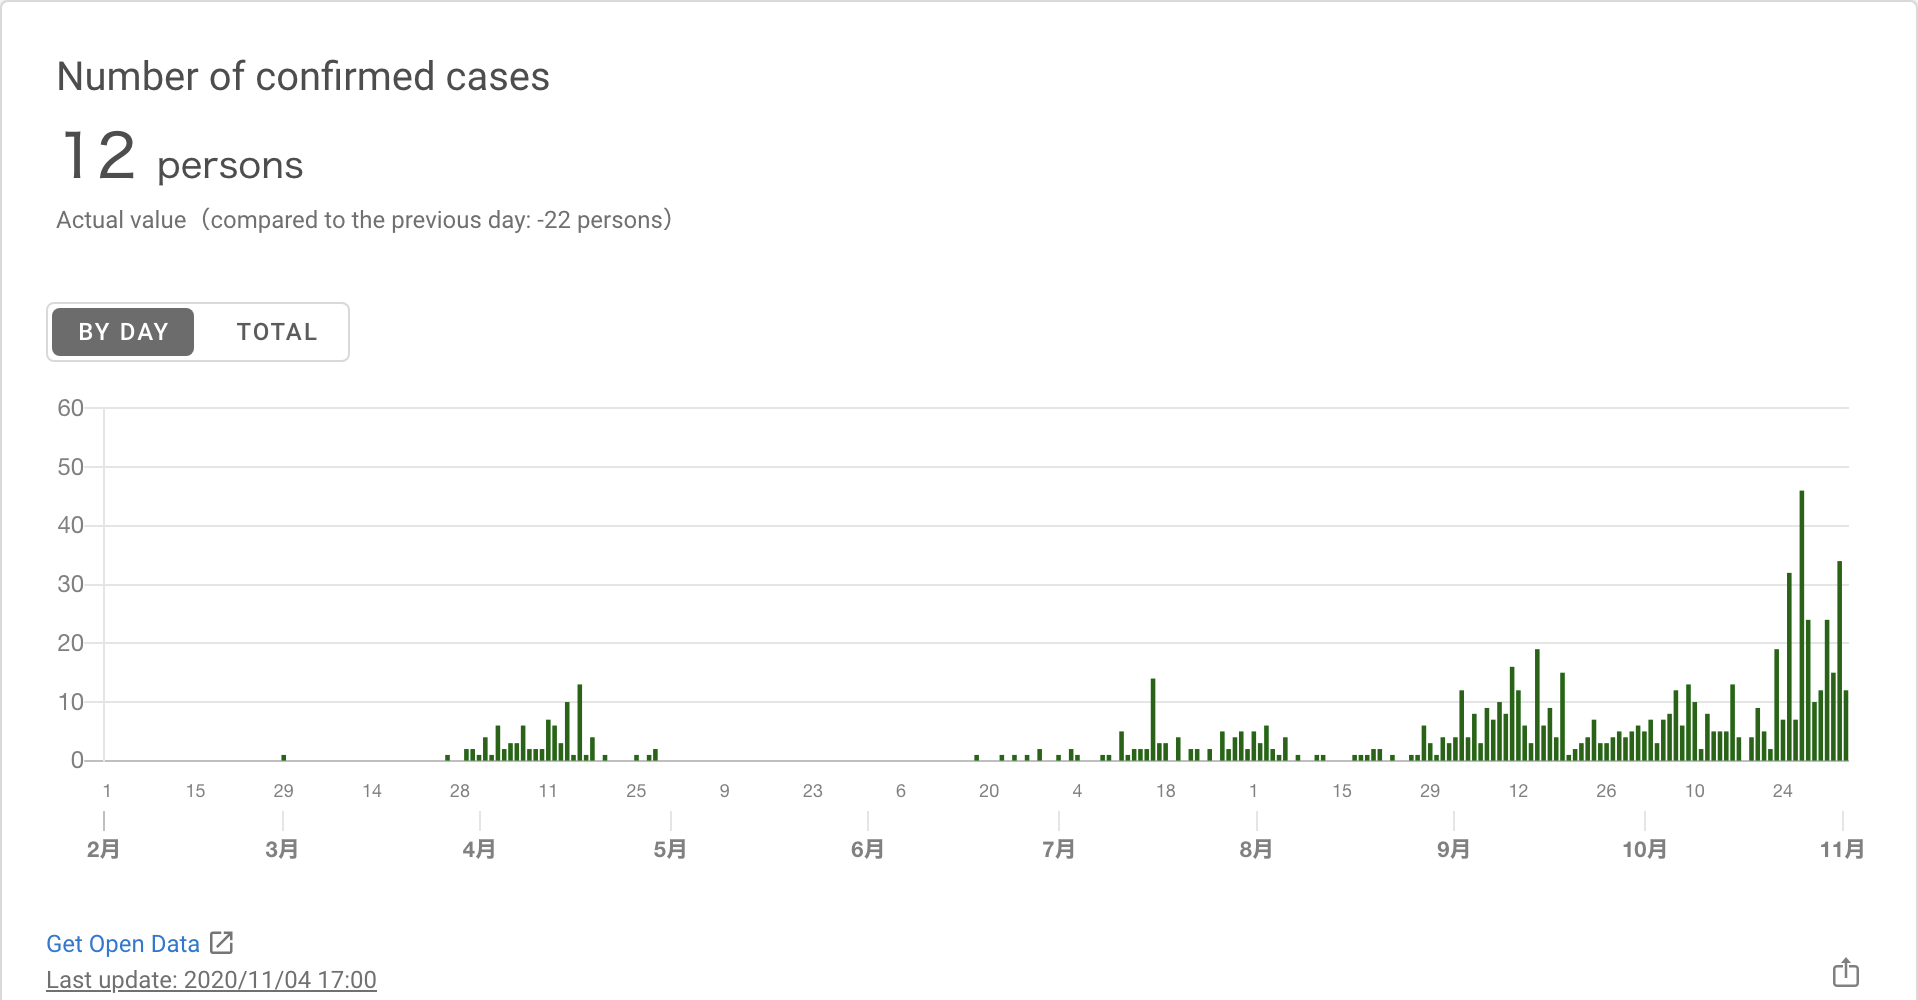 Number of confirmed cases
12 persons
Actual value（compared to the previous day: -22 persons）
BY DAY TOTAL
60
50
40
30
20
10
0
1 15 29 14 28 11 25 9 23 6 20 4 18 1 15 29 12 26 10 24
2月 3月 4月 5月 6月 7月 8月 9月 10月 11月
Get Open Data
Last update: 2020/11/04 17:00